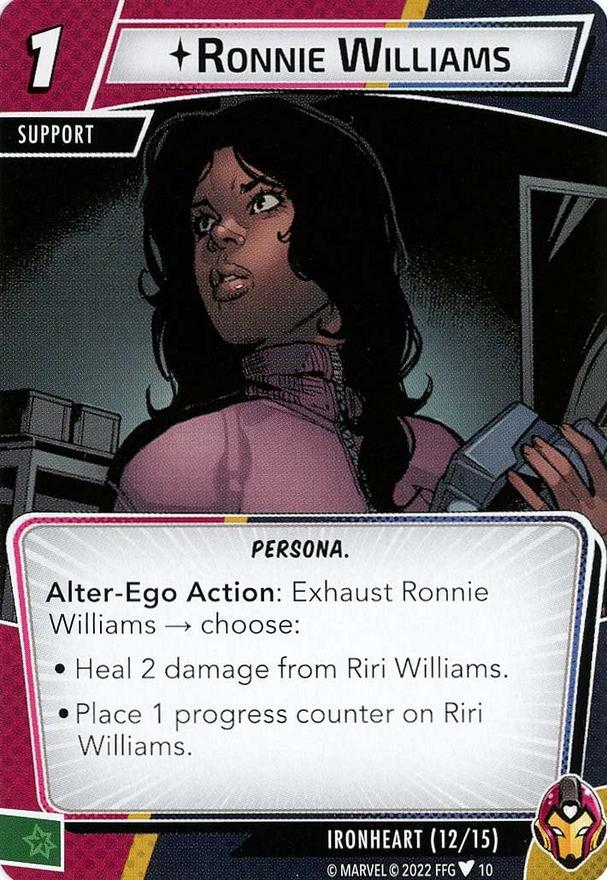 1
RONNIE WILLIAMS
SUPPORT
PERSONA.
Alter-Ego Action: Exhaust Ronnie
Williams → choose:
• Heal 2 damage from Riri Williams.
• Place 1 progress counter on Riri
Williams.
IRONHEART (12/15)
© MARVEL © 2022 FFG 10